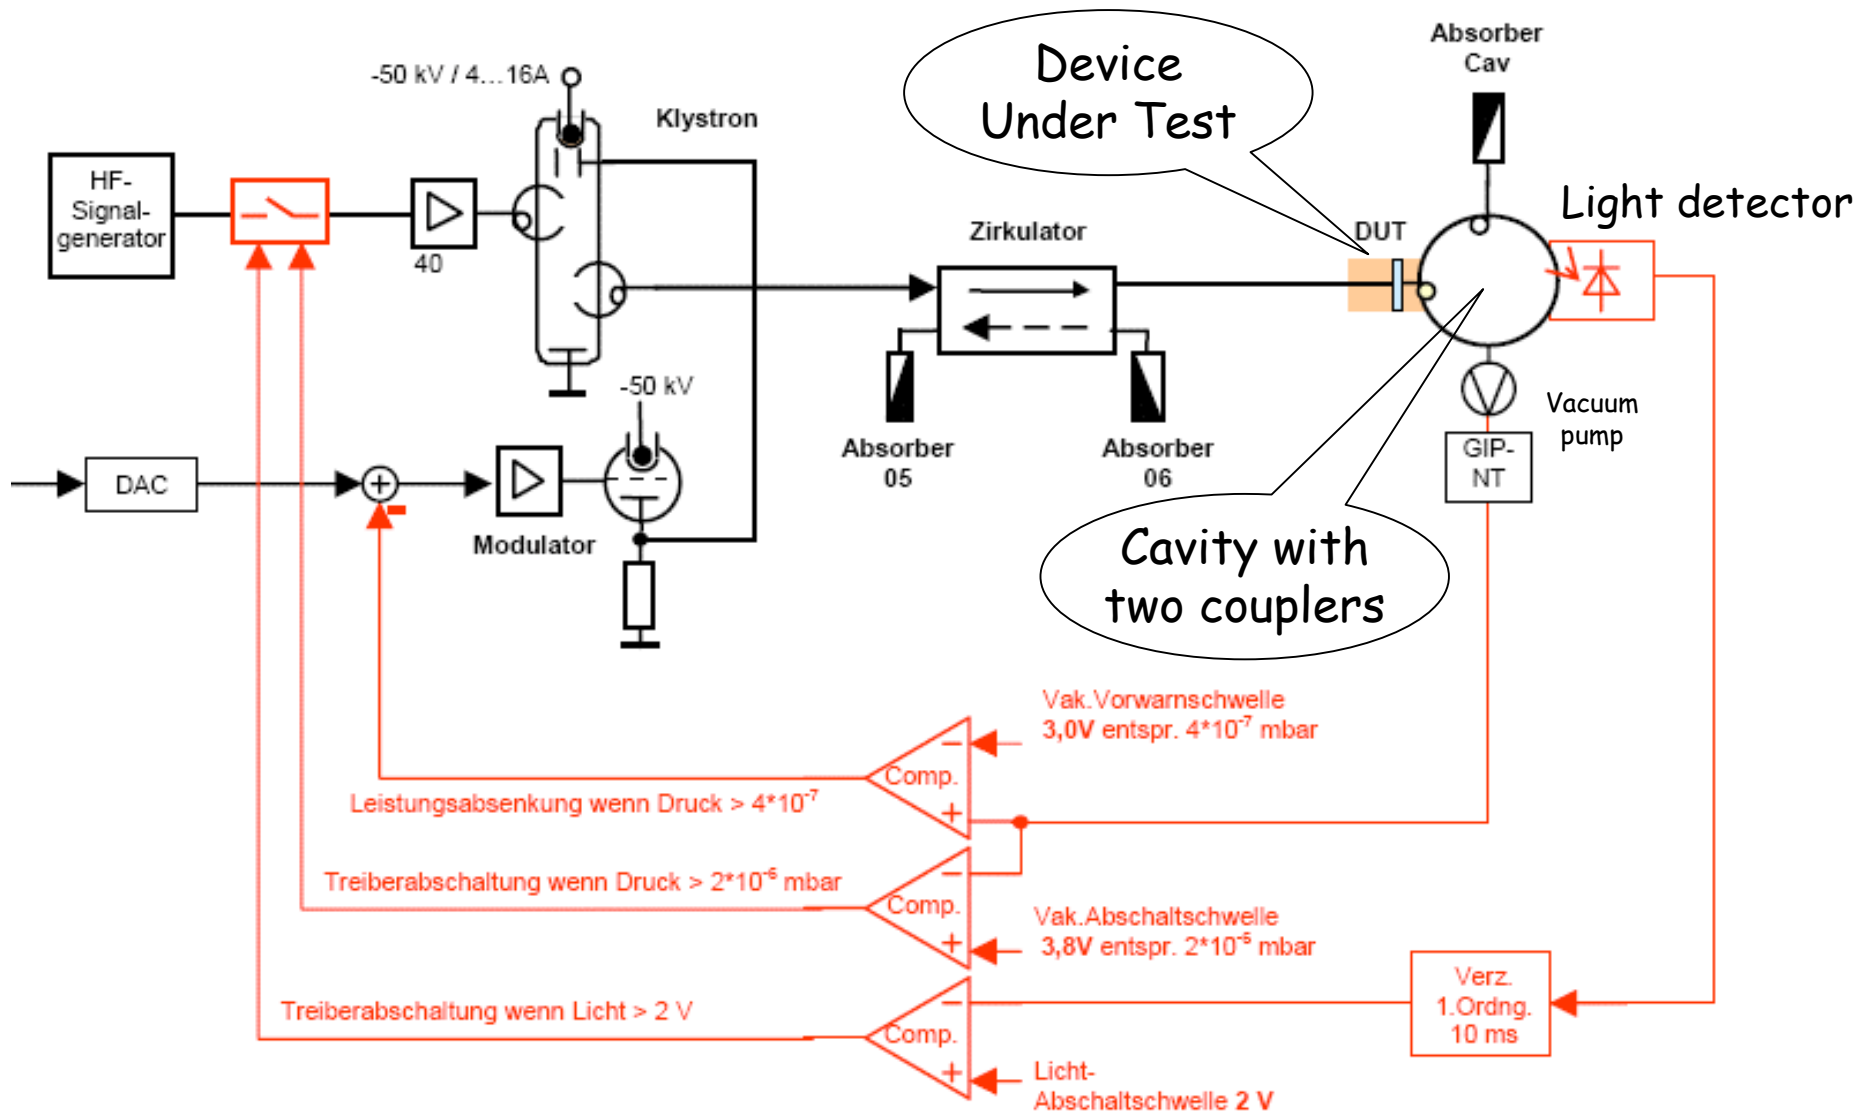 Absorber
Cav
Device
Under Test
-50 kV / 4...16A
Klystron
HF-
Signal-
generator
40
Zirkulator
DUT
Light detector
-50 kV
Absorber
05
Absorber
06
Vacuum
pump
GIP-
NT
DAC
+
Modulator
Cavity with
two couplers
Vak.Vorwarnschwelle
3,0V entspr. 4*10-7 mbar
−
Comp.
+
Leistungsabsenkung wenn Druck > 4*10-7
Treiberabschaltung wenn Druck > 2*10-6 mbar
−
Comp.
+
Vak.Abschaltschwelle
3,8V entspr. 2*10-6 mbar
Verz.
1.Ordng.
10 ms
Treiberabschaltung wenn Licht > 2 V
−
Comp.
+
Licht-
Abschaltschwelle 2 V